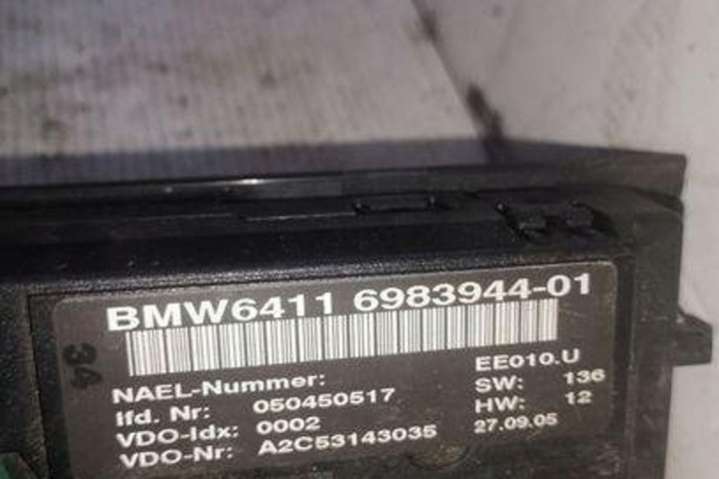 BMW6411 6983944-01
34
NAEL-Nummer: EE010.U
lfd. Nr: 050450517 SW: 136
VDO-Idx: 0002 HW: 12
VDO-Nr: A2C53143035 27.09.05